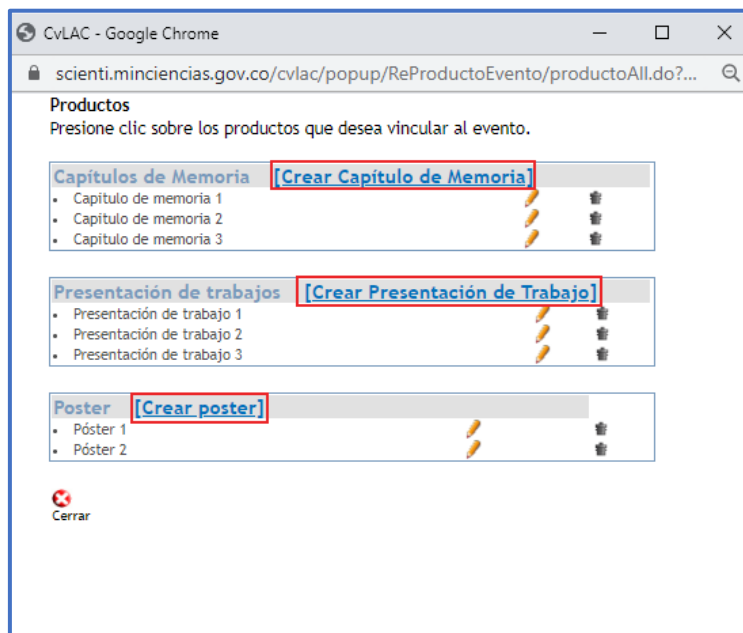 CvLAC - Google Chrome
scienti.minciencias.gov.co/cvlac/popup/ReProductoEvento/productoAll.do?...
Productos
Presione clic sobre los productos que desea vincular al evento.
Capítulos de Memoria [Crear Capítulo de Memoria]
Capitulo de memoria 1
Capitulo de memoria 2
Capitulo de memoria 3
Presentación de trabajos [Crear Presentación de Trabajo]
Presentación de trabajo 1
Presentación de trabajo 2
Presentación de trabajo 3
Poster [Crear poster]
Póster 1
Póster 2
Cerrar